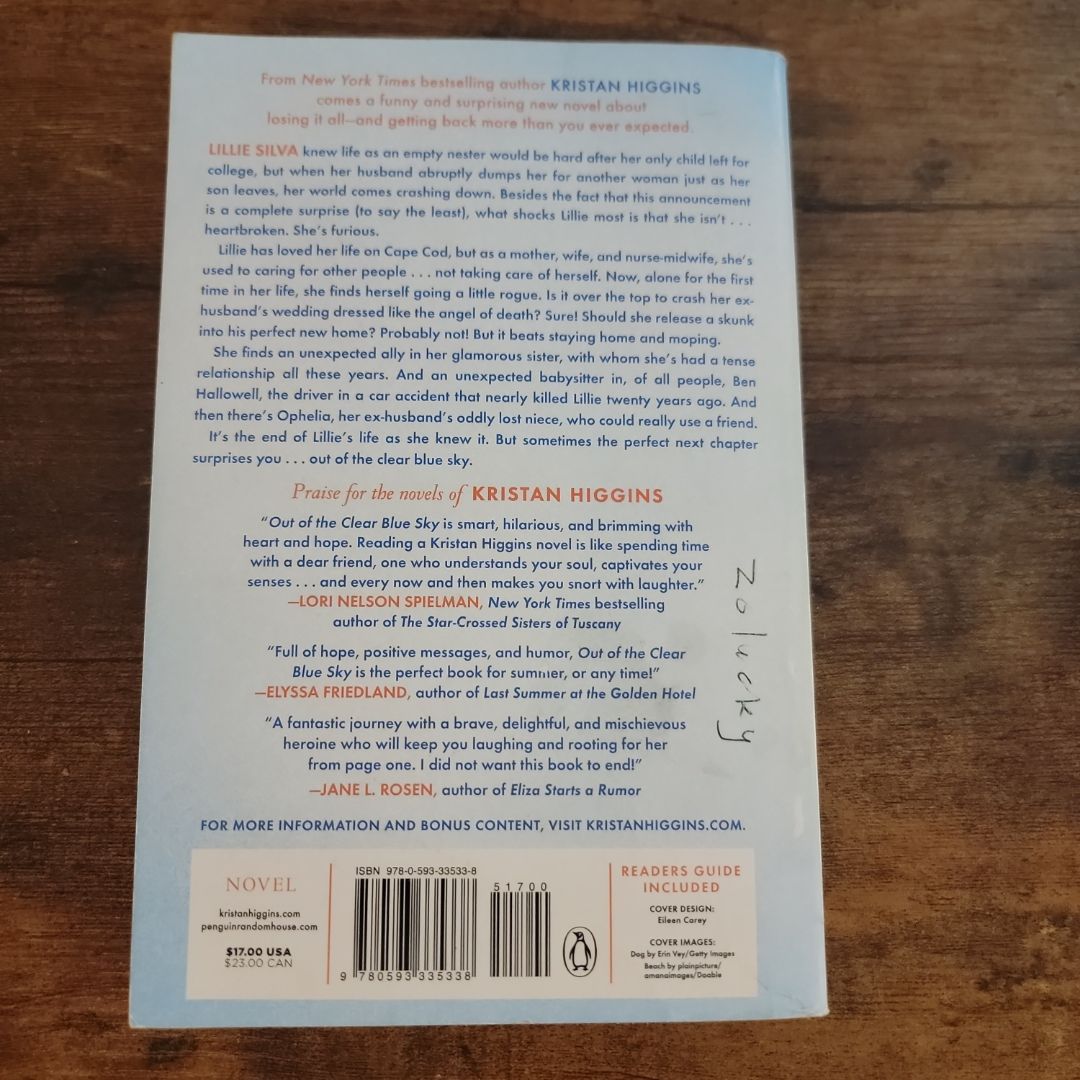 From New York Times bestselling author KRISTAN HIGGINS
comes a funny and surprising new novel about
losing it all—and getting back more than you ever expected.
LILLIE SILVA knew life as an empty nester would be hard after her only child left for
college, but when her husband abruptly dumps her for another woman just as her
son leaves, her world comes crashing down. Besides the fact that this announcement
is a complete surprise (to say the least), what shocks Lillie most is that she isn't . . .
heartbroken. She's furious.
Lillie has loved her life on Cape Cod, but as a mother, wife, and nurse-midwife, she's
used to caring for other people . . . not taking care of herself. Now, alone for the first
time in her life, she finds herself going a little rogue. Is it over the top to crash her ex-
husband's wedding dressed like the angel of death? Sure! Should she release a skunk
into his perfect new home? Probably not! But it beats staying home and moping.
She finds an unexpected ally in her glamorous sister, with whom she's had a tense
relationship all these years. And an unexpected babysitter in, of all people, Ben
Hallowell, the driver in a car accident that nearly killed Lillie twenty years ago. And
then there's Ophelia, her ex-husband's oddly lost niece, who could really use a friend.
It's the end of Lillie's life as she knew it. But sometimes the perfect next chapter
surprises you . . . out of the clear blue sky.
Praise for the novels of KRISTAN HIGGINS
"Out of the Clear Blue Sky is smart, hilarious, and brimming with
heart and hope. Reading a Kristan Higgins novel is like spending time
with a dear friend, one who understands your soul, captivates your
senses . . . and every now and then makes you snort with laughter."
—LORI NELSON SPIELMAN, New York Times bestselling
author of The Star-Crossed Sisters of Tuscany
"Full of hope, positive messages, and humor, Out of the Clear
Blue Sky is the perfect book for summer, or any time!"
—ELYSSA FRIEDLAND, author of Last Summer at the Golden Hotel
"A fantastic journey with a brave, delightful, and mischievous
heroine who will keep you laughing and rooting for her
from page one. I did not want this book to end!"
—JANE L. ROSEN, author of Eliza Starts a Rumor
zolucky
FOR MORE INFORMATION AND BONUS CONTENT, VISIT KRISTANHIGGINS.COM.
NOVEL
kristanhiggins.com
penguinrandomhouse.com
$17.00 USA
$23.00 CAN
ISBN 978-0-593-33533-8
51700
9 780593 335338
READERS GUIDE
INCLUDED
COVER DESIGN:
Eileen Carey
COVER IMAGES:
Dog by Erin Vey/Getty Images
Beach by plainpicture/
amanaimages/Doable